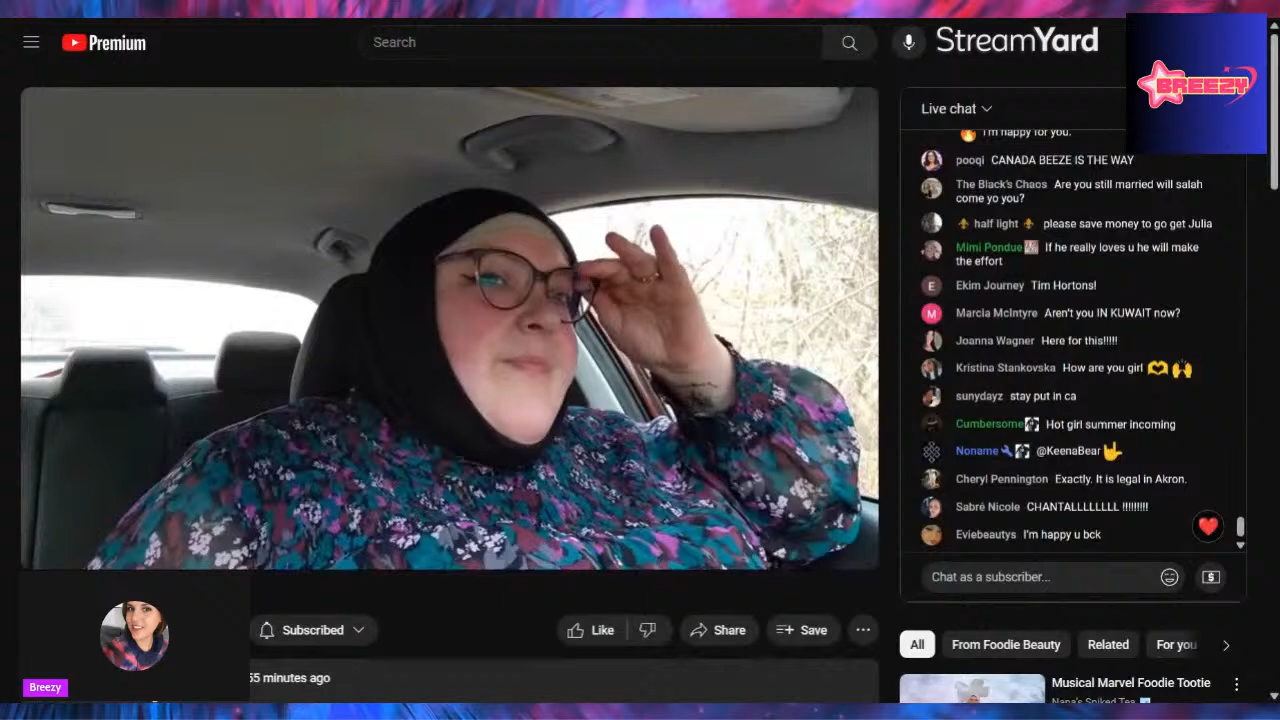 Premium
Search
StreamYard
BREEZY
Live chat
I'm happy for you.
pooqi CANADA BEEZE IS THE WAY
The Black's Chaos Are you still married will salah
come yo you?
half light please save money to go get Julia
Mimi Pondue If he really loves u he will make
the effort
E Ekim Journey Tim Hortons!
M Marcia McIntyre Aren't you IN KUWAIT now?
Joanna Wagner Here for this!!!!!
Kristina Stankovska How are you girl
sunydayz stay put in ca
Cumbersome Hot girl summer incoming
Noname @KeenaBear
Cheryl Pennington Exactly. It is legal in Akron.
Sabré Nicole CHANTALLLLLLLL !!!!!!!!!
Eviebeautys I'm happy u bck
Chat as a subscriber...
Subscribed
Like
Share
Save
All
From Foodie Beauty
Related
For you
55 minutes ago
Musical Marvel Foodie Tootie
Nana's Spiked Tea
Breezy